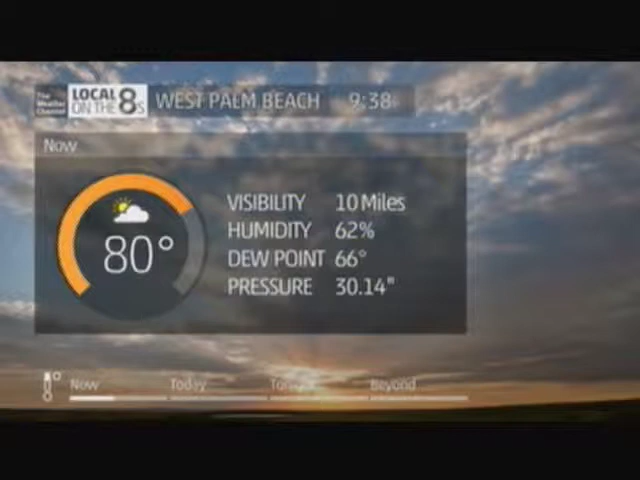 The Weather Channel
LOCAL ON THE 8s
WEST PALM BEACH 9:38
Now
80°
VISIBILITY 10 Miles
HUMIDITY 62%
DEW POINT 66°
PRESSURE 30.14"
Now Today Tonight Beyond